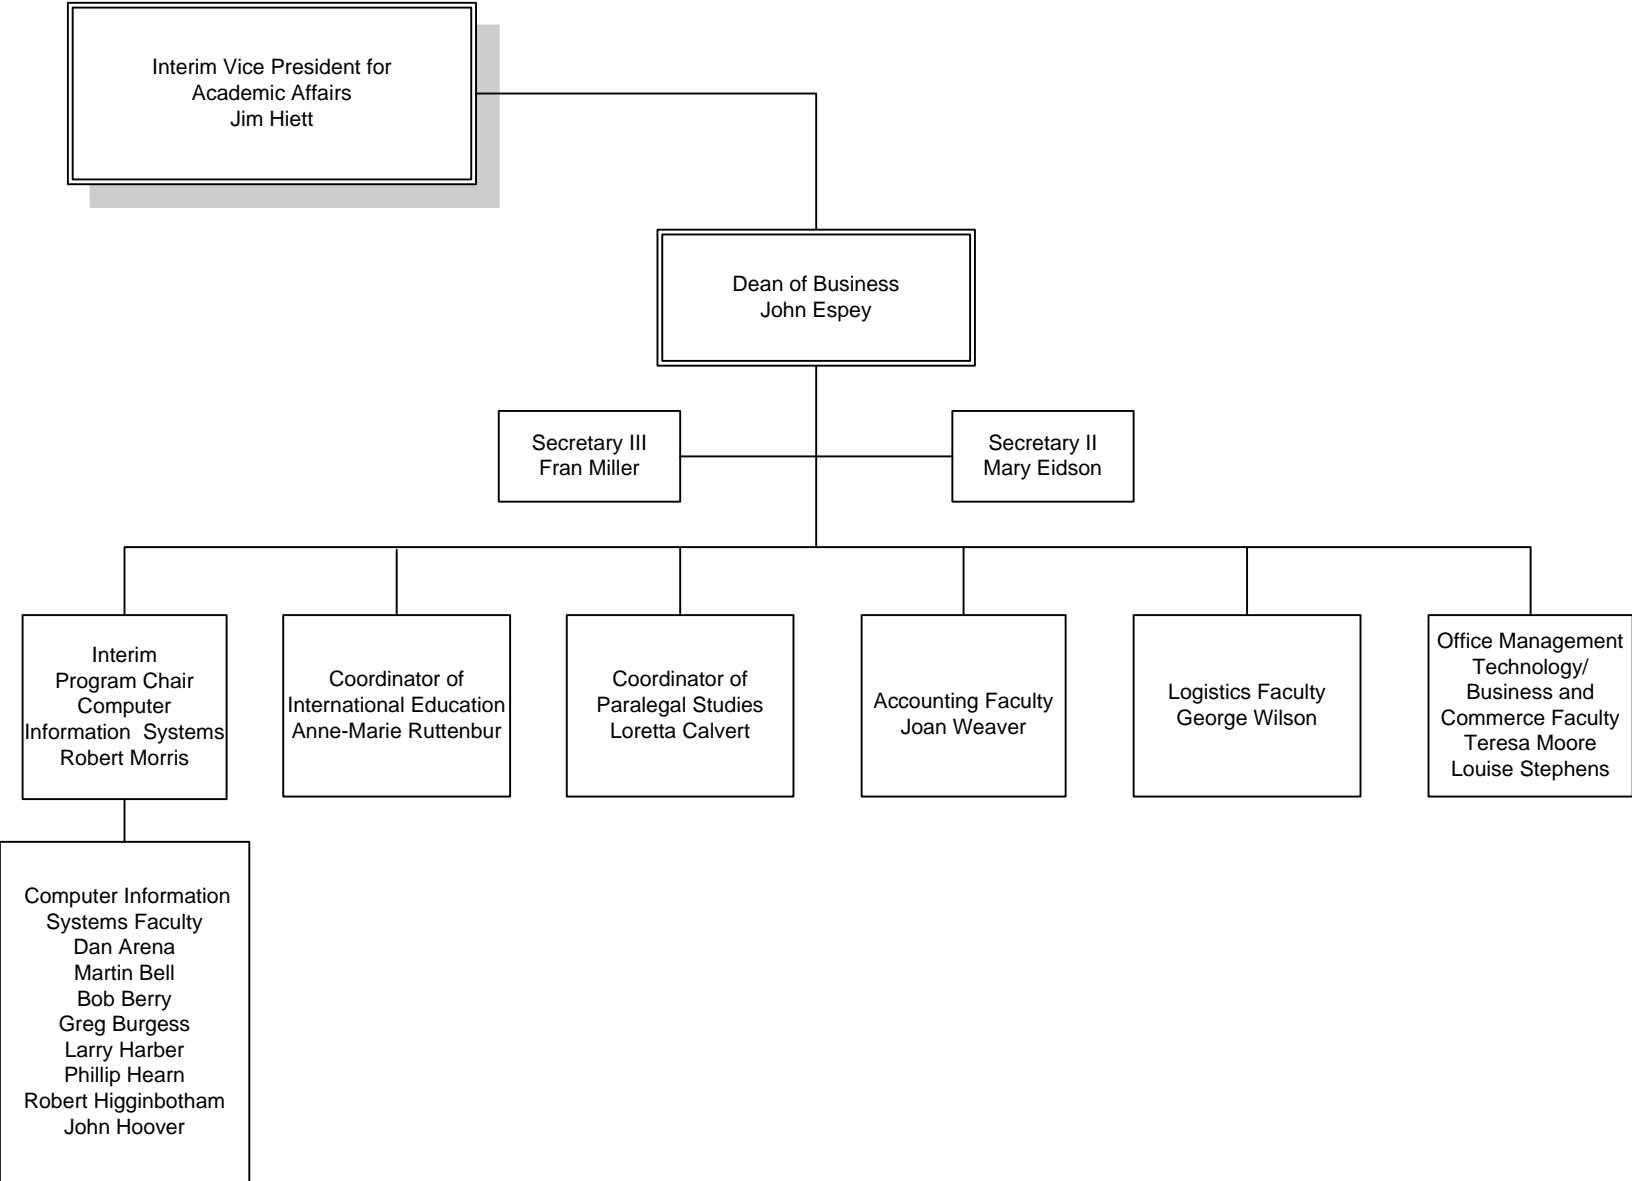 Interim Vice President for
Academic Affairs
Jim Hiett
Dean of Business
John Espey
Secretary III
Fran Miller
Secretary II
Mary Eidson
Interim
Program Chair
Computer
Information  Systems
Robert Morris
Coordinator of
International Education
Anne-Marie Ruttenbur
Coordinator of
Paralegal Studies
Loretta Calvert
Accounting Faculty
Joan Weaver
Logistics Faculty
George Wilson
Office Management
Technology/
Business and
Commerce Faculty
Teresa Moore
Louise Stephens
Computer Information
Systems Faculty
Dan Arena
Martin Bell
Bob Berry
Greg Burgess
Larry Harber
Phillip Hearn
Robert Higginbotham
John Hoover